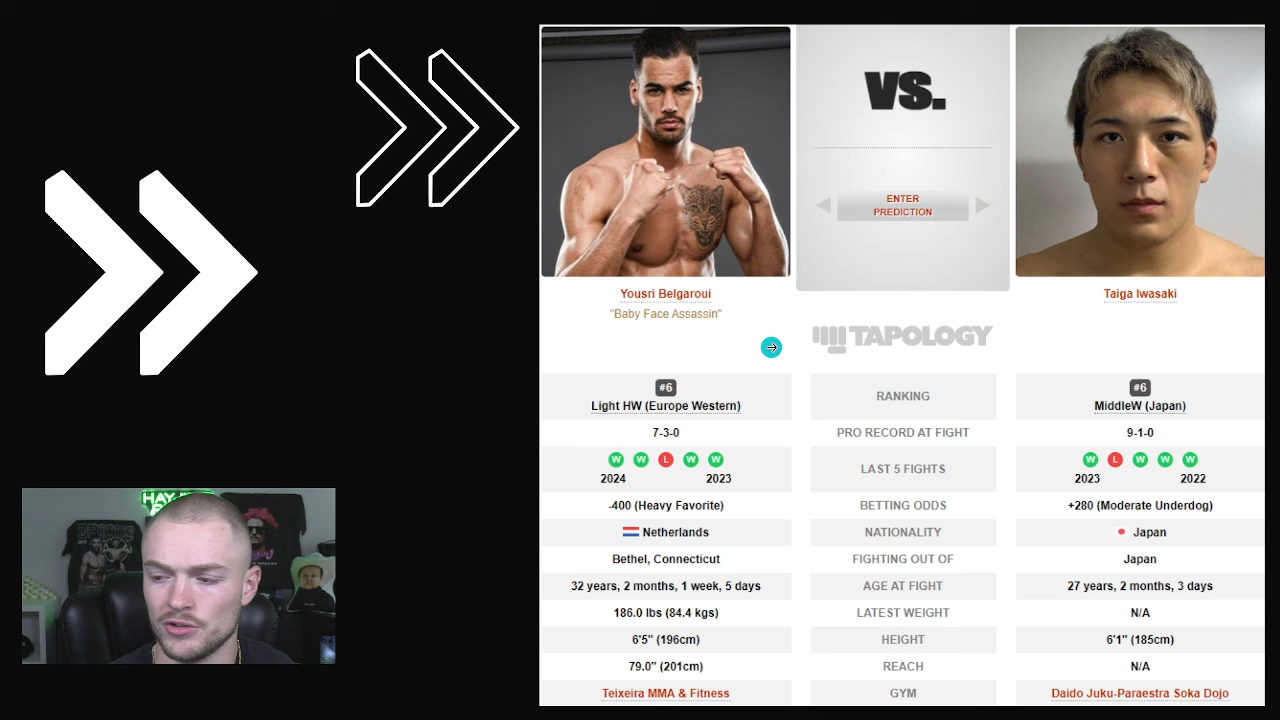 VS.
ENTER
PREDICTION
Yousri Belgaroui
"Baby Face Assassin"
Taiga Iwasaki
TAPOLOGY
#6
Light HW (Europe Western)
RANKING
#6
MiddleW (Japan)
7-3-0
PRO RECORD AT FIGHT
9-1-0
W W L W W
2024 2023
LAST 5 FIGHTS
W L W W W
2023 2022
-400 (Heavy Favorite)
BETTING ODDS
+280 (Moderate Underdog)
Netherlands
NATIONALITY
Japan
Bethel, Connecticut
FIGHTING OUT OF
Japan
32 years, 2 months, 1 week, 5 days
AGE AT FIGHT
27 years, 2 months, 3 days
186.0 lbs (84.4 kgs)
LATEST WEIGHT
N/A
6'5" (196cm)
HEIGHT
6'1" (185cm)
79.0" (201cm)
REACH
N/A
Teixeira MMA & Fitness
GYM
Daido Juku-Paraestra Soka Dojo